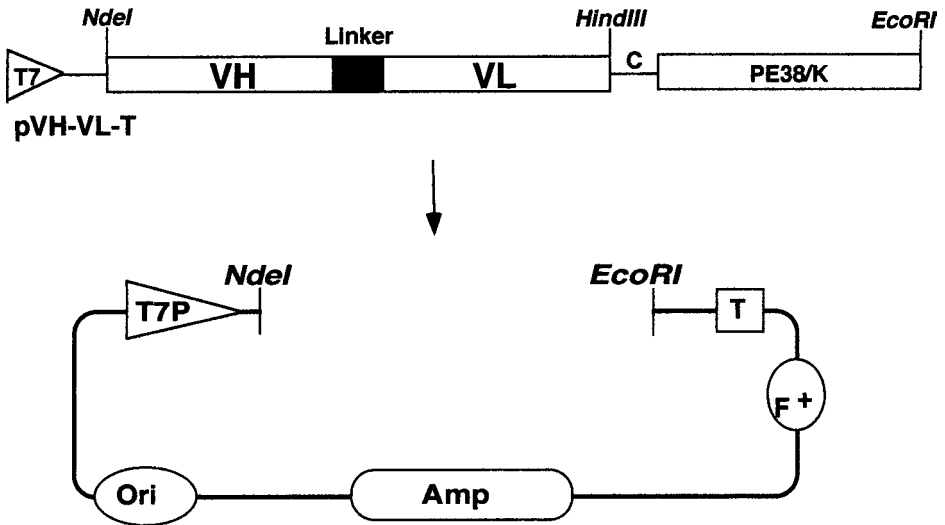 NdeI
HindIII
EcoRI
Linker
T7
VH
VL
C
PE38/K
pVH-VL-T
NdeI
EcoRI
T7P
T
F+
Ori
Amp